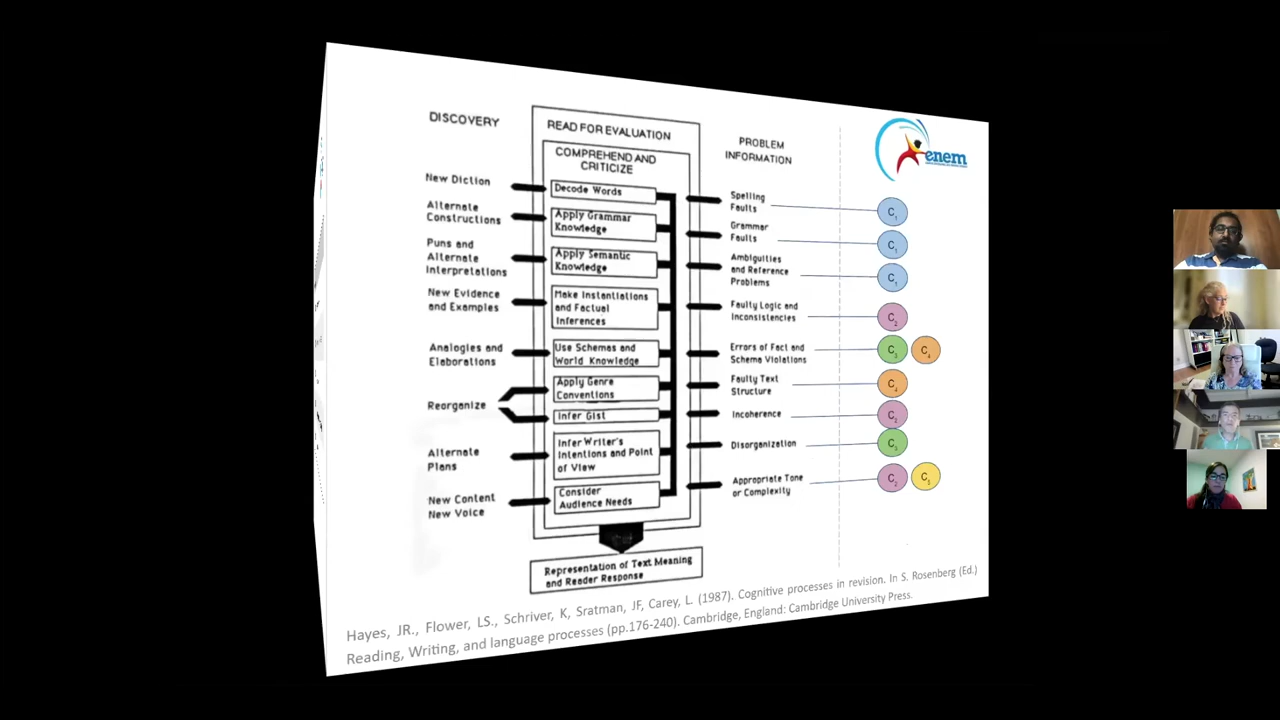 DISCOVERY
New Diction
Alternate
Constructions
Puns and
Alternate
Interpretations
New Evidence
and Examples
Analogies and
Elaborations
Reorganize
Alternate
Plans
New Content
New Voice
READ FOR EVALUATION
COMPREHEND AND
CRITICIZE
Decode Words
Apply Grammar
Knowledge
Apply Semantic
Knowledge
Make Instantiations
and Factual
Inferences
Use Schemas and
World Knowledge
Apply Genre
Conventions
Infer Gist
Infer Writer's
Intentions and Point
of View
Consider
Audience Needs
Representation of Text Meaning
and Reader Response
PROBLEM
INFORMATION
Spelling
Faults
Grammar
Faults
Ambiguities
and Reference
Problems
Faulty Logic and
Inconsistencies
Errors of Fact and
Schema Violations
Faulty Text
Structure
Incoherence
Disorganization
Appropriate Tone
or Complexity
enem
C1
C1
C1
C2
C3 C4
C4
C
C3
C2 C5
Hayes, JR., Flower, LS., Schriver, K, Sratman, JF, Carey, L. (1987). Cognitive processes in revision. In S. Rosenberg (Ed.)
Reading, Writing, and language processes (pp.176-240). Cambridge, England: Cambridge University Press.